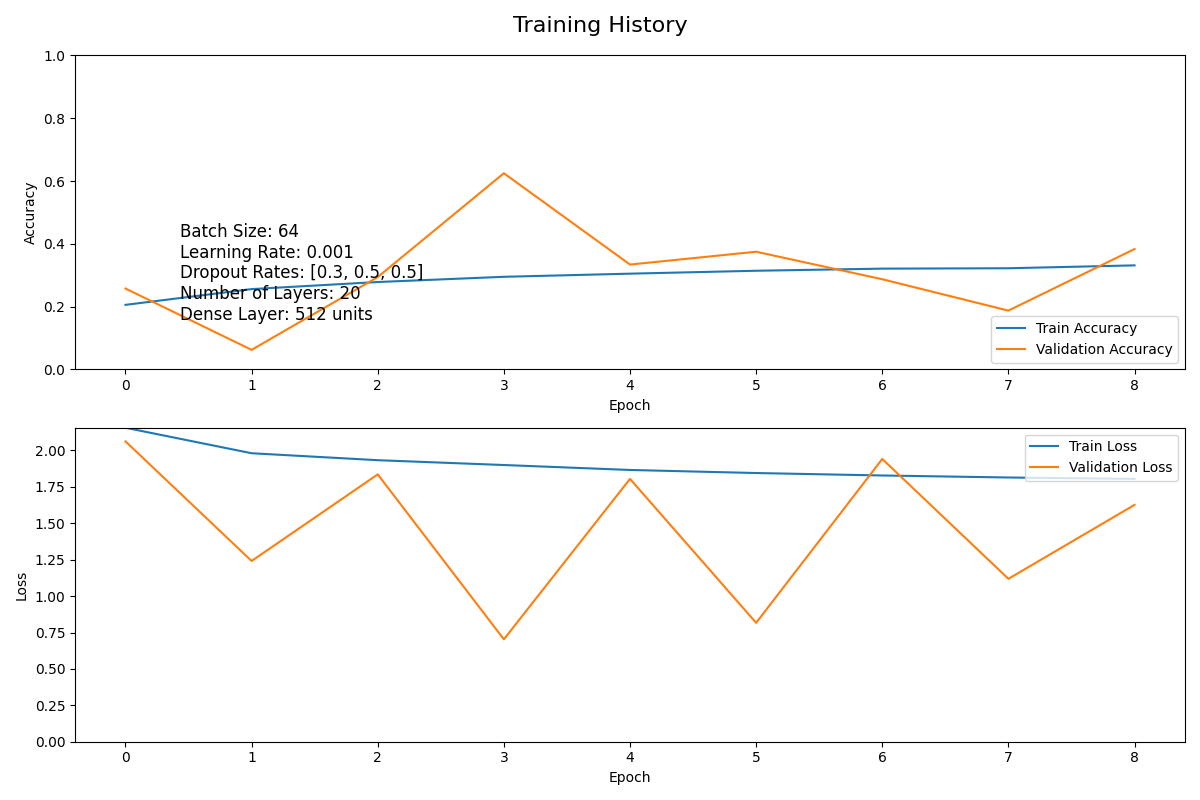 Training History
1.0
0.8
0.6
0.4
0.2
0.0
Accuracy
Batch Size: 64
Learning Rate: 0.001
Dropout Rates: [0.3, 0.5, 0.5]
Number of Layers: 20
Dense Layer: 512 units
Train Accuracy
Validation Accuracy
0 1 2 3 4 5 6 7 8
Epoch
2.00
1.75
1.50
1.25
1.00
0.75
0.50
0.25
0.00
Loss
Train Loss
Validation Loss
0 1 2 3 4 5 6 7 8
Epoch